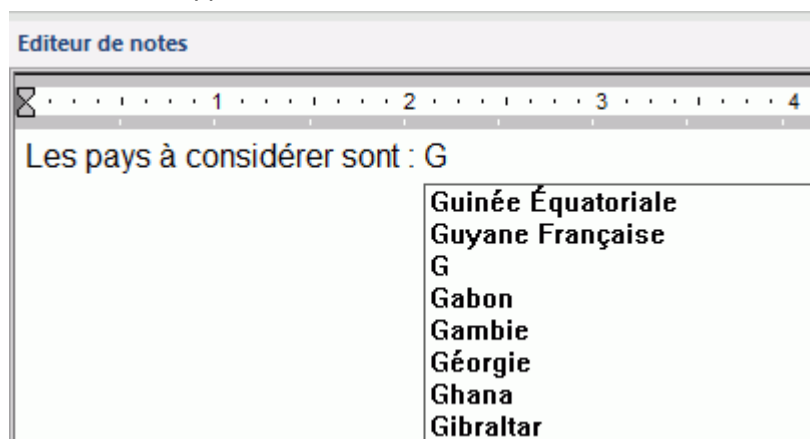 Editeur de notes
1 2 3 4
Les pays à considérer sont : G
Guinée Équatoriale
Guyane Française
G
Gabon
Gambie
Géorgie
Ghana
Gibraltar